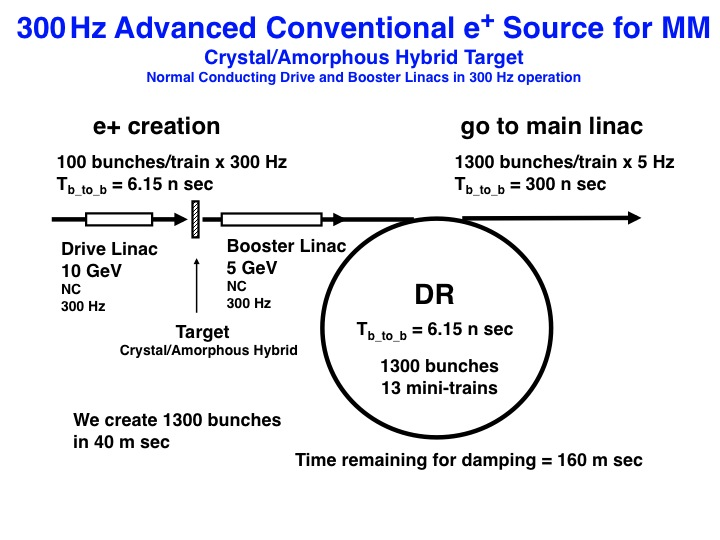 300 Hz Advanced Conventional e+ Source for MM
Crystal/Amorphous Hybrid Target
Normal Conducting Drive and Booster Linacs in 300 Hz operation
e+ creation
100 bunches/train x 300 Hz
Tb_to_b = 6.15 n sec
go to main linac
1300 bunches/train x 5 Hz
Tb_to_b = 300 n sec
Drive Linac
10 GeV
NC
300 Hz
Booster Linac
5 GeV
NC
300 Hz
Target
Crystal/Amorphous Hybrid
DR
Tb_to_b = 6.15 n sec
1300 bunches
13 mini-trains
We create 1300 bunches
in 40 m sec
Time remaining for damping = 160 m sec